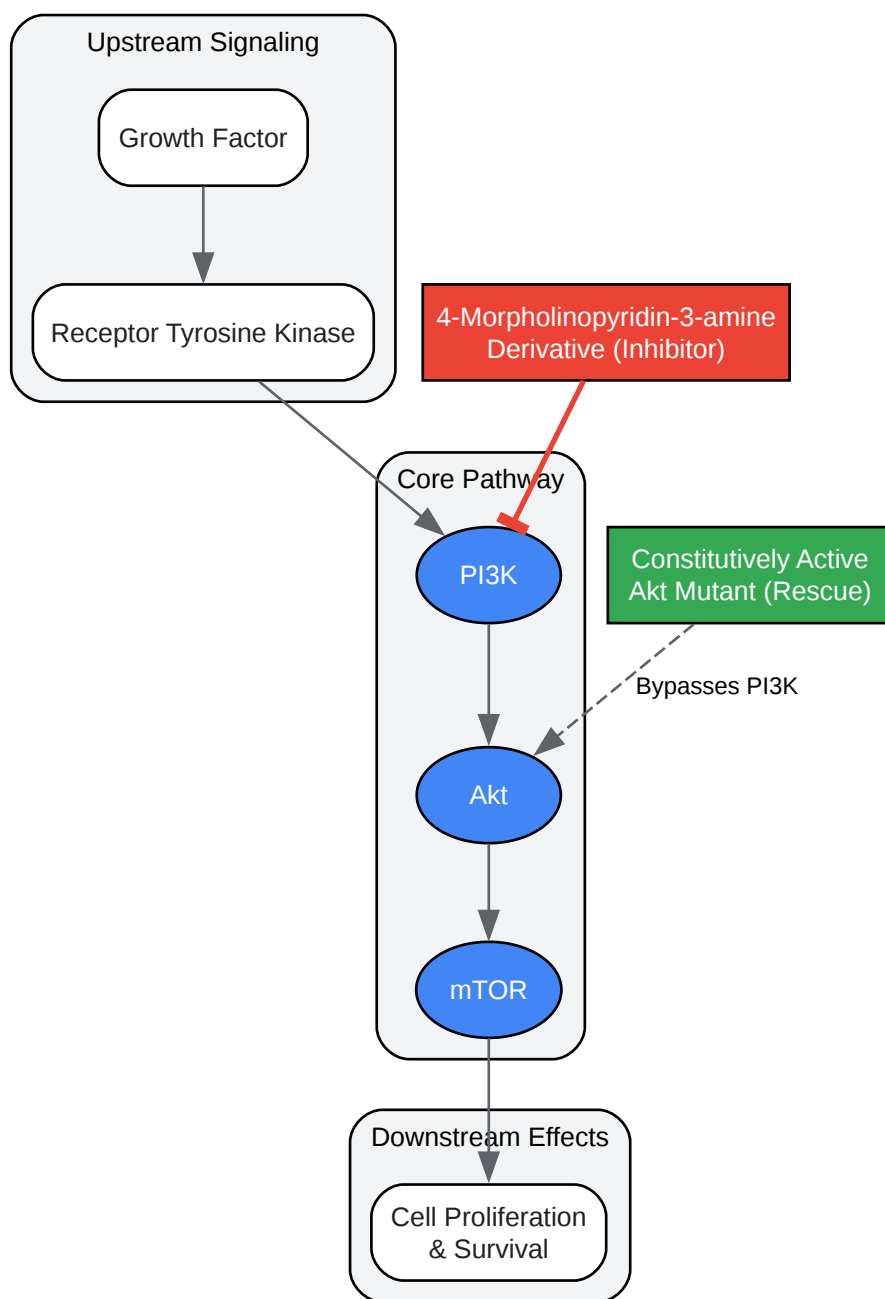 Upstream Signaling
Growth Factor
Receptor Tyrosine Kinase
4-Morpholinopyridin-3-amine
Derivative (Inhibitor)
Core Pathway
PI3K
Constitutively Active
Akt Mutant (Rescue)
Bypasses PI3K
Akt
mTOR
Downstream Effects
Cell Proliferation
& Survival